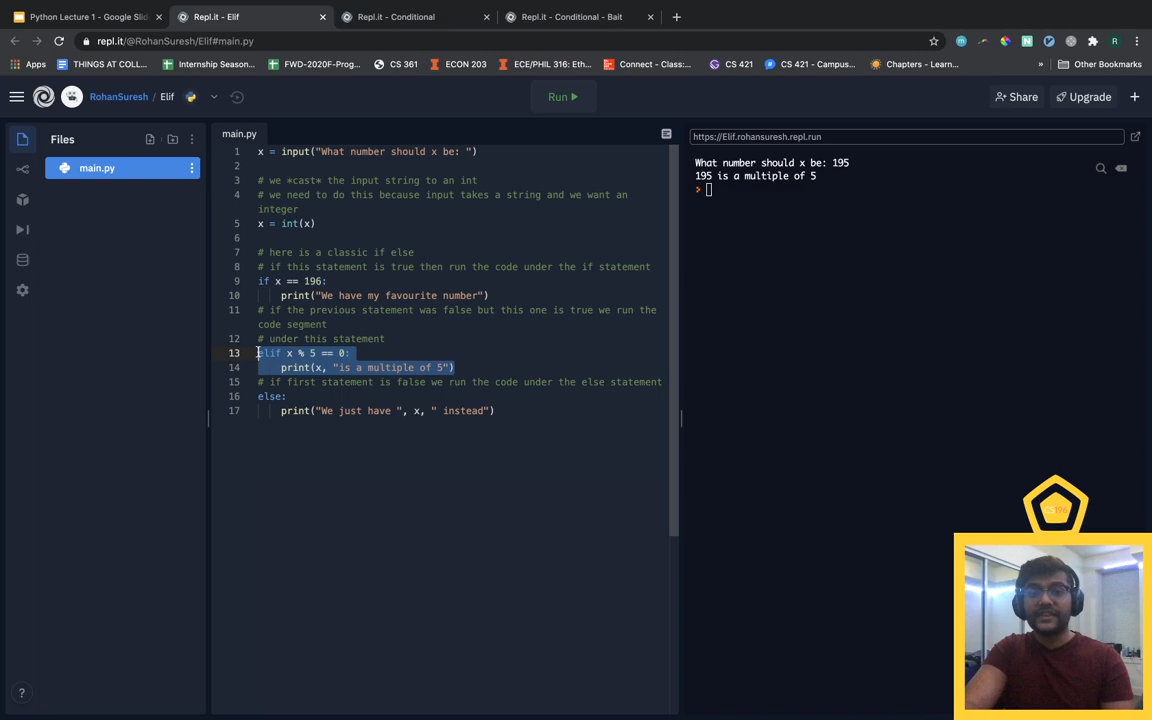 Python Lecture 1 - Google Slid
Repl.it - Elif
Repl.it - Conditional
Repl.it - Conditional - Bait
repl.it/@RohanSuresh/Elif#main.py
R
Apps
THINGS AT COLL...
Internship Season...
FWD-2020F-Prog...
CS 361
ECON 203
ECE/PHIL 316: Eth...
Connect - Class:...
CS 421
CS 421 - Campus...
Chapters - Learn...
»
Other Bookmarks
RohanSuresh / Elif
Run
Share
Upgrade
Files
main.py
main.py
1 x = input("What number should x be: ")
2
3 # we *cast* the input string to an int
4 # we need to do this because input takes a string and we want an
integer
5 x = int(x)
6
7 # here is a classic if else
8 # if this statement is true then run the code under the if statement
9 if x == 196:
10 print("We have my favourite number")
11 # if the previous statement was false but this one is true we run the
code segment
12 # under this statement
13 elif x % 5 == 0:
14 print(x, "is a multiple of 5")
15 # if first statement is false we run the code under the else statement
16 else:
17 print("We just have ", x, " instead")
https://Elif.rohansuresh.repl.run
What number should x be: 195
195 is a multiple of 5
>
CS196
?